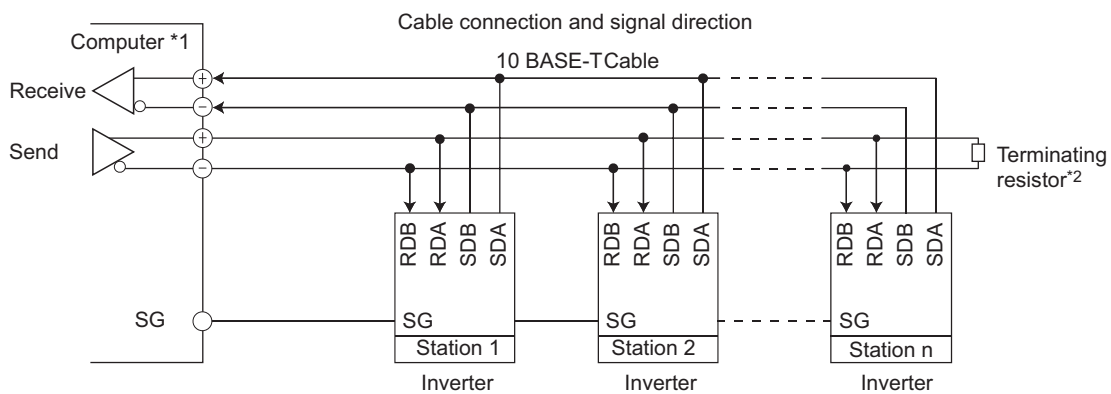 Cable connection and signal direction
Computer *1
10 BASE-TCable
Receive
+
−
Send
+
−
Terminating
resistor*2
RDB
RDA
SDB
SDA
RDB
RDA
SDB
SDA
RDB
RDA
SDB
SDA
SG
SG
SG
SG
Station 1
Station 2
Station n
Inverter
Inverter
Inverter